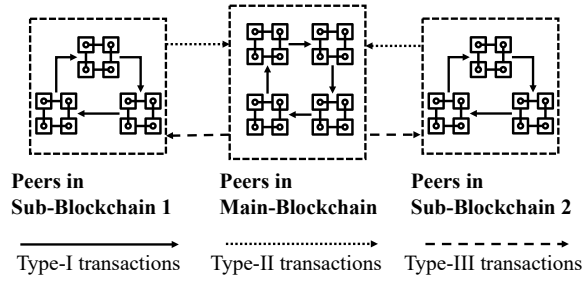 Peers in
Sub-Blockchain 1
Peers in
Main-Blockchain
Peers in
Sub-Blockchain 2
Type-I transactions
Type-II transactions
Type-III transactions